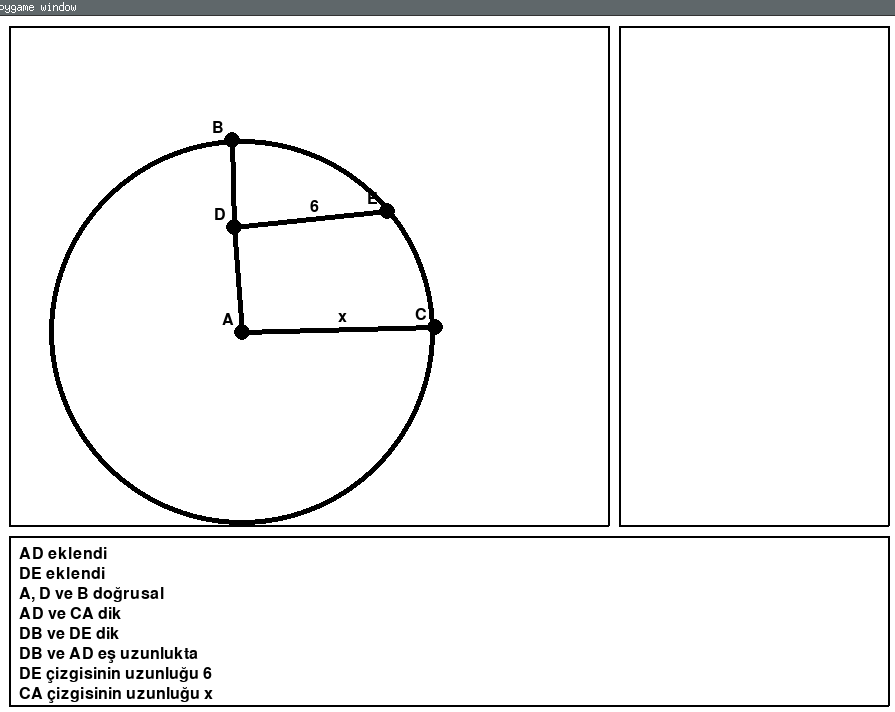 pygame window
B
E
6
D
A
x
C
AD eklendi
DE eklendi
A, D ve B doğrusal
AD ve CA dik
DB ve DE dik
DB ve AD eş uzunlukta
DE çizgisinin uzunluğu 6
CA çizgisinin uzunluğu x